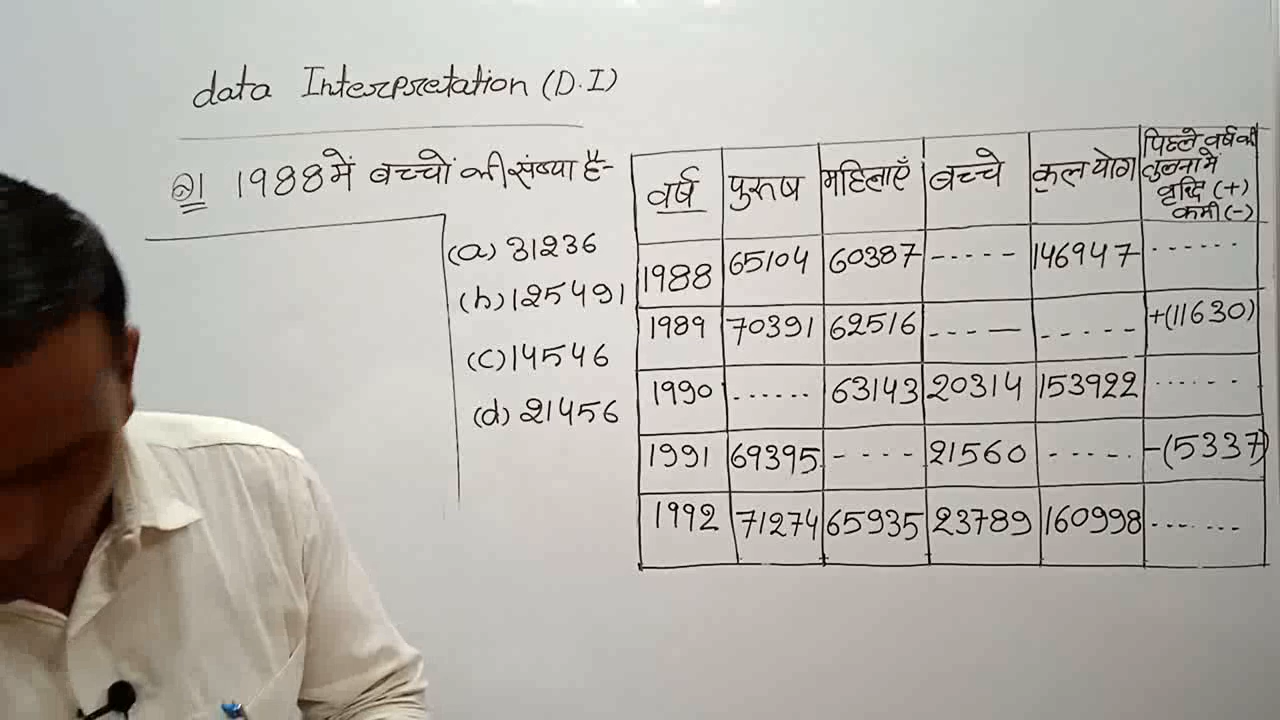 data Interpretation (D.I)
Q1 1988 में बच्चों की संख्या है-
(a) 31236
(b) 125491
(c) 14546
(d) 21456
वर्ष पुरुष महिलाएँ बच्चे कुल योग पिछले वर्ष की तुलना में वृद्धि (+) कमी (-)
1988 65104 60387 ----- 146947 ------
1989 70391 62516 ----- ----- +(11630)
1990 ------ 63143 20314 153922 ------
1991 69395 ---- 21560 ----- -(5337)
1992 71274 65935 23789 160998 -------